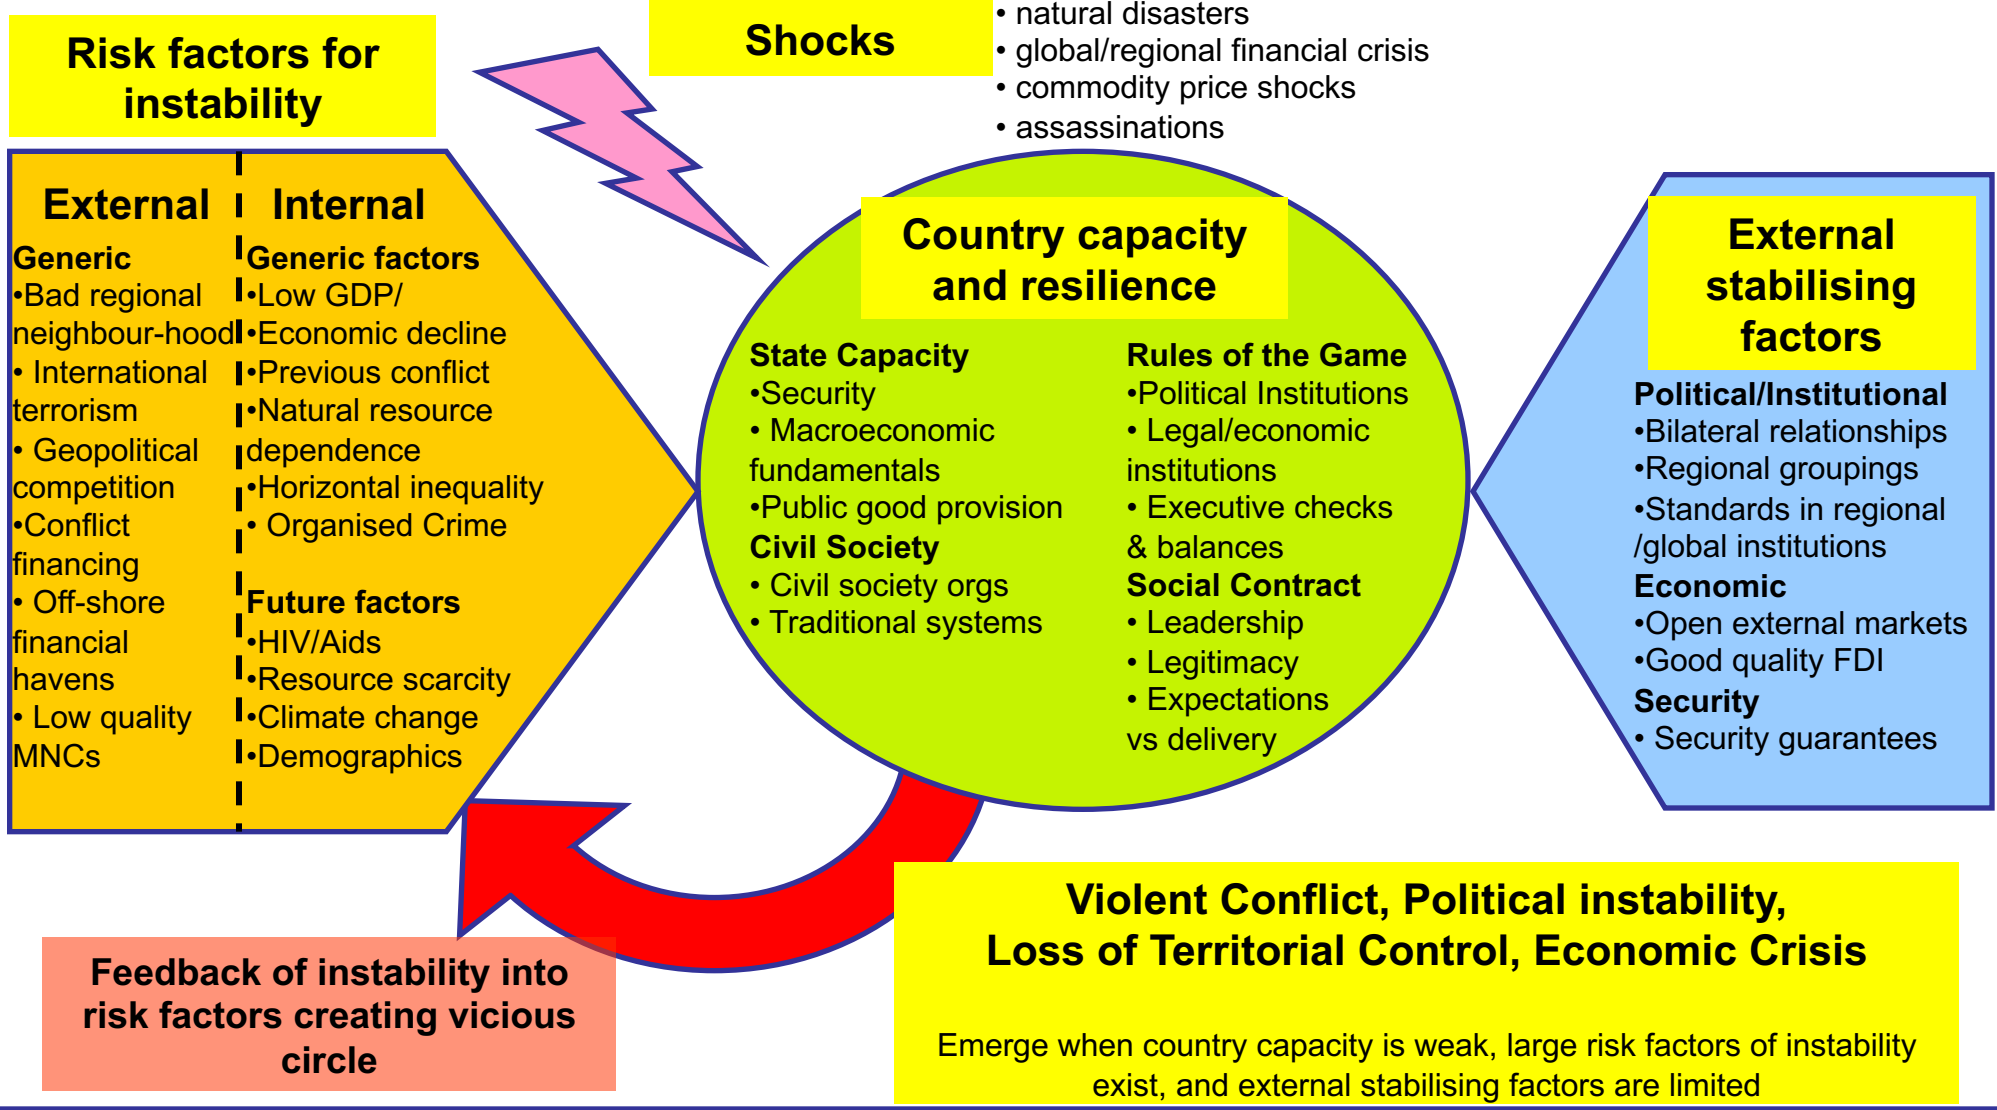 Risk factors for
instability
Shocks
• natural disasters
• global/regional financial crisis
• commodity price shocks
• assassinations
External
Generic
•Bad regional
neighbour-hood
• International
terrorism
• Geopolitical
competition
•Conflict
financing
• Off-shore
financial
havens
• Low quality
MNCs
Internal
Generic factors
•Low GDP/
•Economic decline
•Previous conflict
•Natural resource
dependence
•Horizontal inequality
• Organised Crime
Future factors
•HIV/Aids
•Resource scarcity
•Climate change
•Demographics
Country capacity
and resilience
State Capacity
•Security
• Macroeconomic
fundamentals
•Public good provision
Civil Society
• Civil society orgs
• Traditional systems
Rules of the Game
•Political Institutions
• Legal/economic
institutions
• Executive checks
& balances
Social Contract
• Leadership
• Legitimacy
• Expectations
vs delivery
External
stabilising
factors
Political/Institutional
•Bilateral relationships
•Regional groupings
•Standards in regional
/global institutions
Economic
•Open external markets
•Good quality FDI
Security
• Security guarantees
Feedback of instability into
risk factors creating vicious
circle
Violent Conflict, Political instability,
Loss of Territorial Control, Economic Crisis
Emerge when country capacity is weak, large risk factors of instability
exist, and external stabilising factors are limited